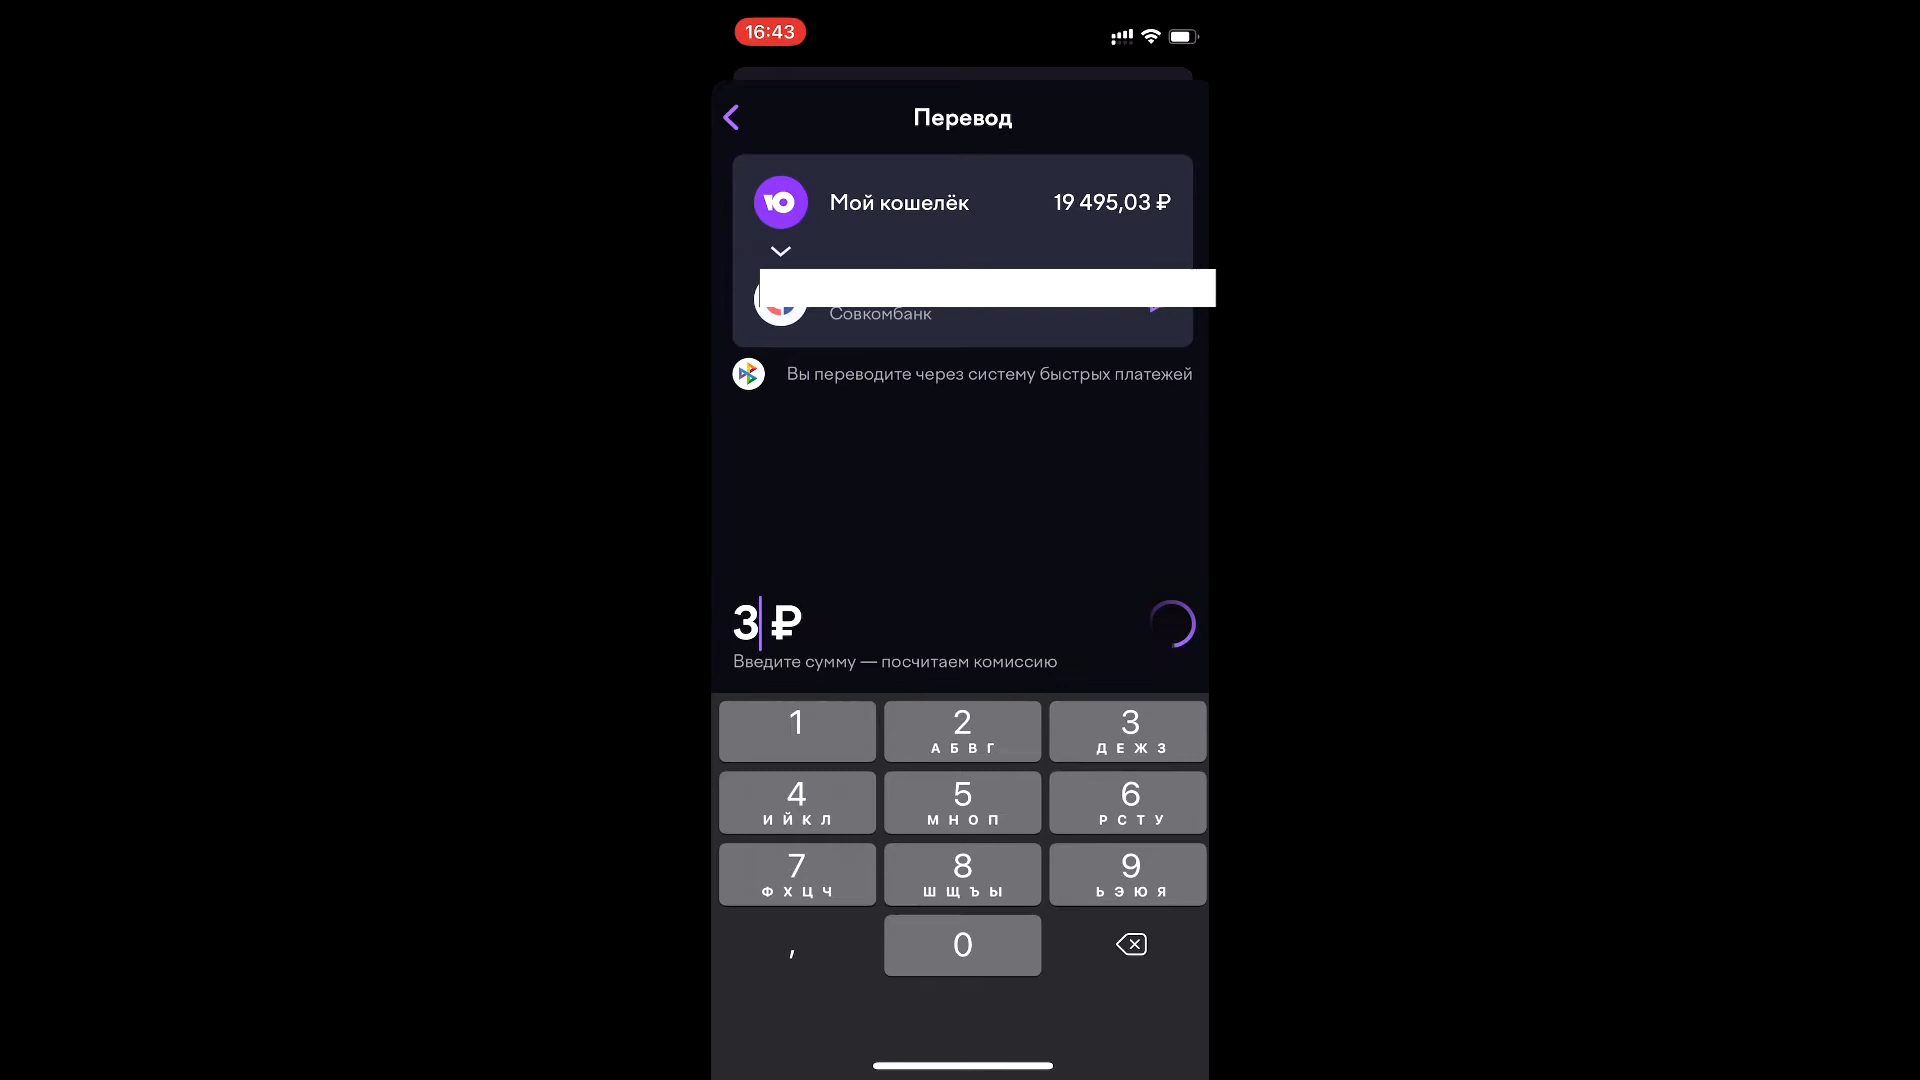 16:43
Перевод
Мой кошелёк 19 495,03 ₽
Совкомбанк
Вы переводите через систему быстрых платежей
3 ₽
Введите сумму — посчитаем комиссию
1 2 3
А Б В Г Д Е Ж З
4 5 6
И Й К Л М Н О П Р С Т У
7 8 9
Ф Х Ц Ч Ш Щ Ъ Ы Ь Э Ю Я
, 0